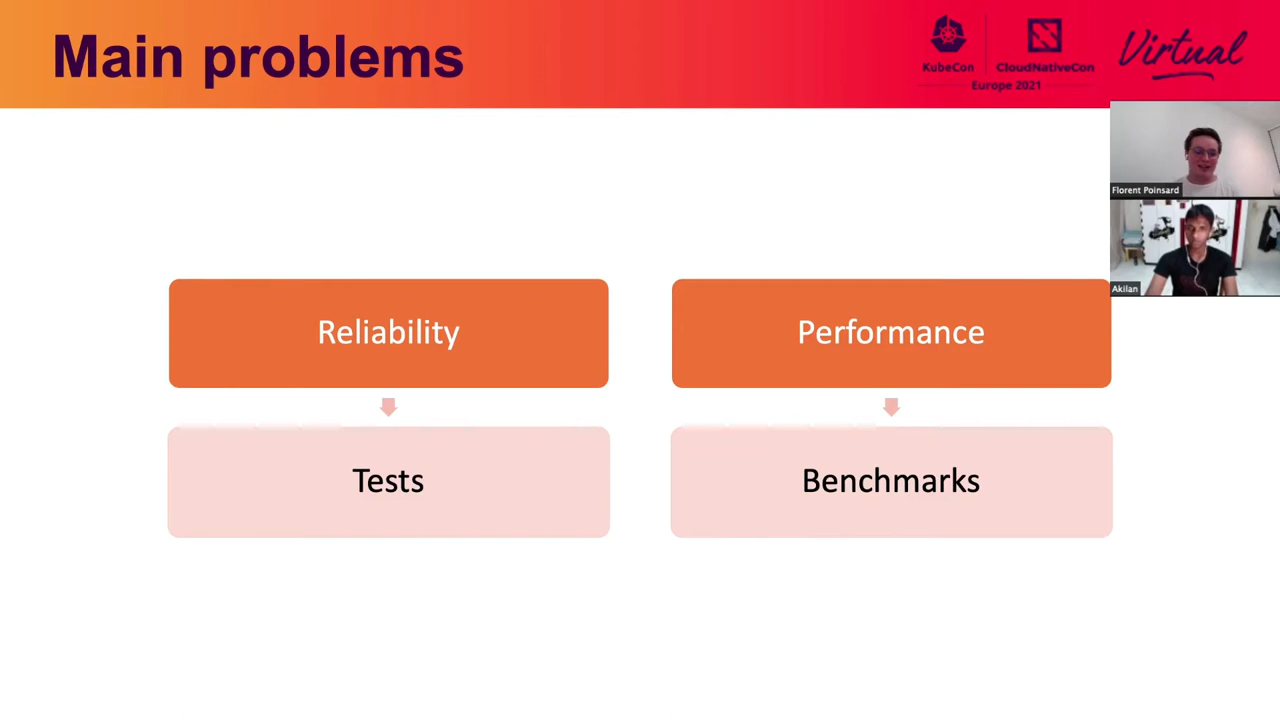 Main problems
KubeCon
CloudNativeCon
Europe 2021
Virtual
Florent Poinsard
Akilan
Reliability
Performance
Tests
Benchmarks